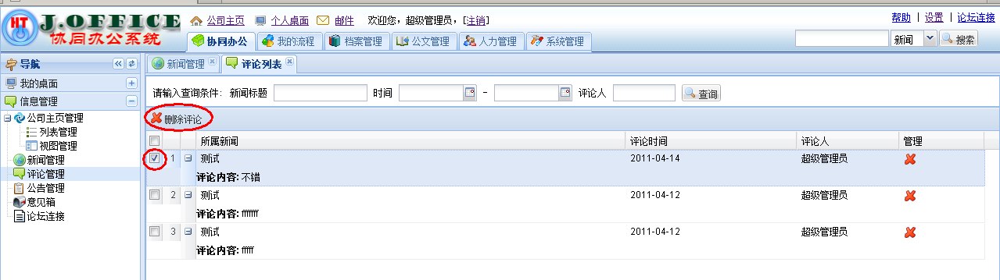 HT J.OFFICE 协同办公系统
公司主页 个人桌面 邮件 欢迎您，超级管理员，[注销] 帮助 | 设置 | 论坛连接
协同办公 我的流程 档案管理 公文管理 人力管理 系统管理 新闻 搜索
导航 新闻管理 评论列表
我的桌面
信息管理
公司主页管理
列表管理
视图管理
新闻管理
评论管理
公告管理
意见箱
论坛连接
请输入查询条件: 新闻标题 时间 - 评论人 查询
删除评论
所属新闻 评论时间 评论人 管理
1 测试 2011-04-14 超级管理员
评论内容: 不错
2 测试 2011-04-12 超级管理员
评论内容: fffffff
3 测试 2011-04-12 超级管理员
评论内容: fffff